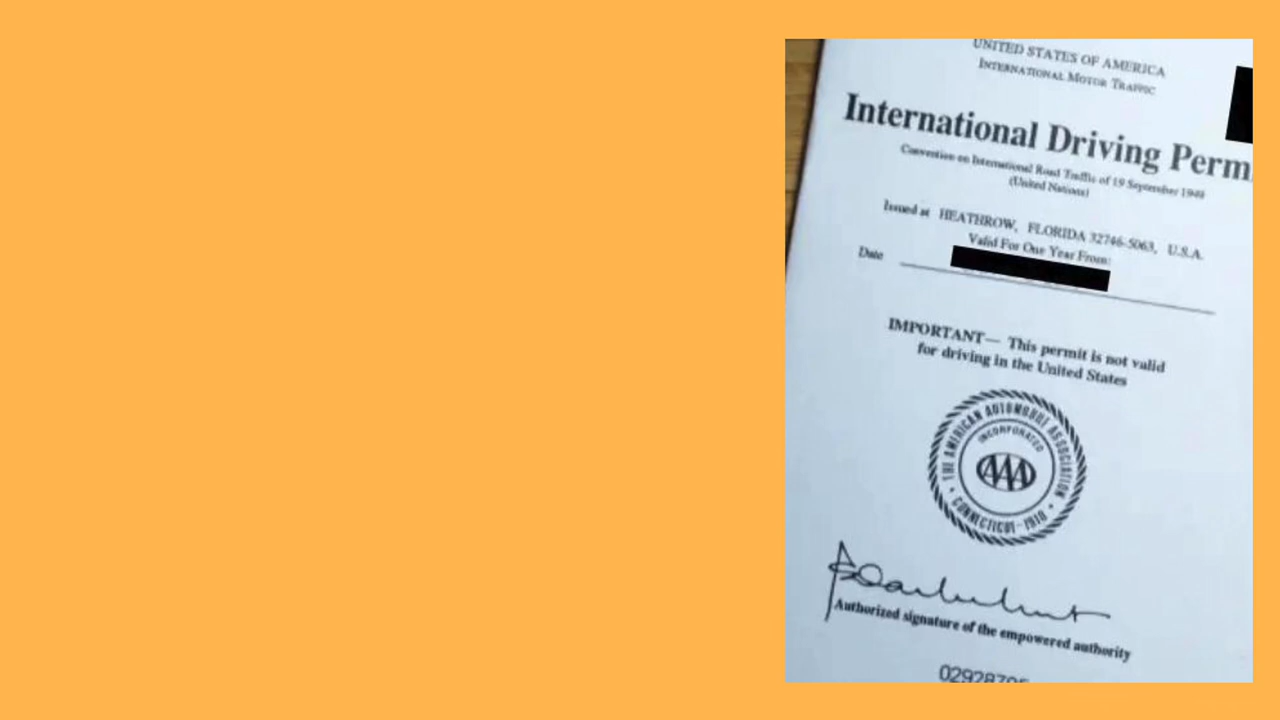 UNITED STATES OF AMERICA
INTERNATIONAL MOTOR TRAFFIC
International Driving Perm
Convention on International Road Traffic of 19 September 1949
(United Nations)
Issued at HEATHROW, FLORIDA 32746-5063, U.S.A.
Valid For One Year From:
Date
IMPORTANT— This permit is not valid
for driving in the United States
THE AMERICAN AUTOMOBILE ASSOCIATION
INCORPORATED
AAA
CONNECTICUT-1910
Authorized signature of the empowered authority